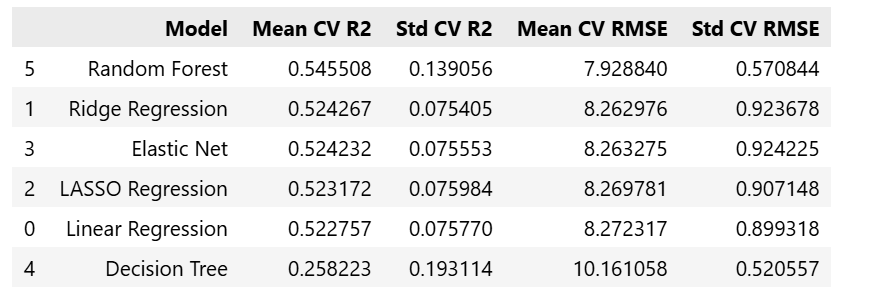 Model Mean CV R2 Std CV R2 Mean CV RMSE Std CV RMSE
5 Random Forest 0.545508 0.139056 7.928840 0.570844
1 Ridge Regression 0.524267 0.075405 8.262976 0.923678
3 Elastic Net 0.524232 0.075553 8.263275 0.924225
2 LASSO Regression 0.523172 0.075984 8.269781 0.907148
0 Linear Regression 0.522757 0.075770 8.272317 0.899318
4 Decision Tree 0.258223 0.193114 10.161058 0.520557